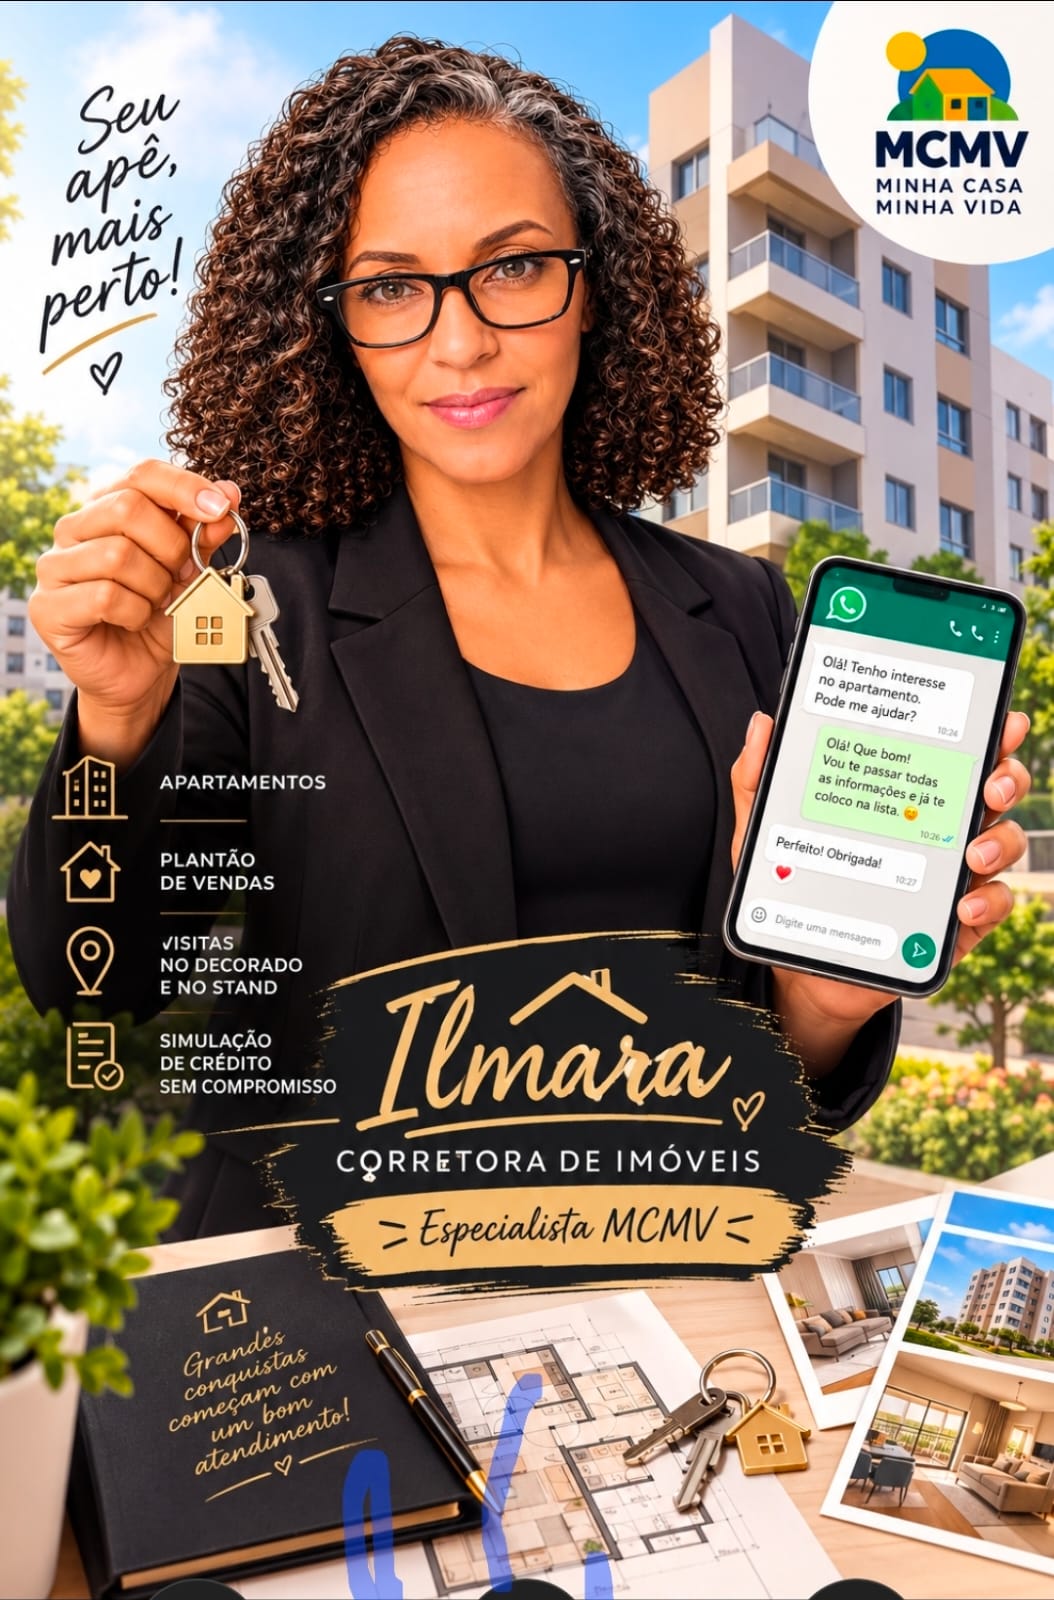 Seu
apê,
mais
perto!
MCMV
MINHA CASA
MINHA VIDA
Olá! Tenho interesse
no apartamento.
Pode me ajudar?
10:24
Olá! Que bom!
Vou te passar todas
as informações e já te
coloco na lista. 😊
10:26
Perfeito! Obrigada!
10:27
Digite uma mensagem
APARTAMENTOS
PLANTÃO
DE VENDAS
VISITAS
NO DECORADO
E NO STAND
SIMULAÇÃO
DE CRÉDITO
SEM COMPROMISSO
Ilmara
CORRETORA DE IMÓVEIS
Especialista MCMV
Grandes
conquistas
começam com
um bom
atendimento!